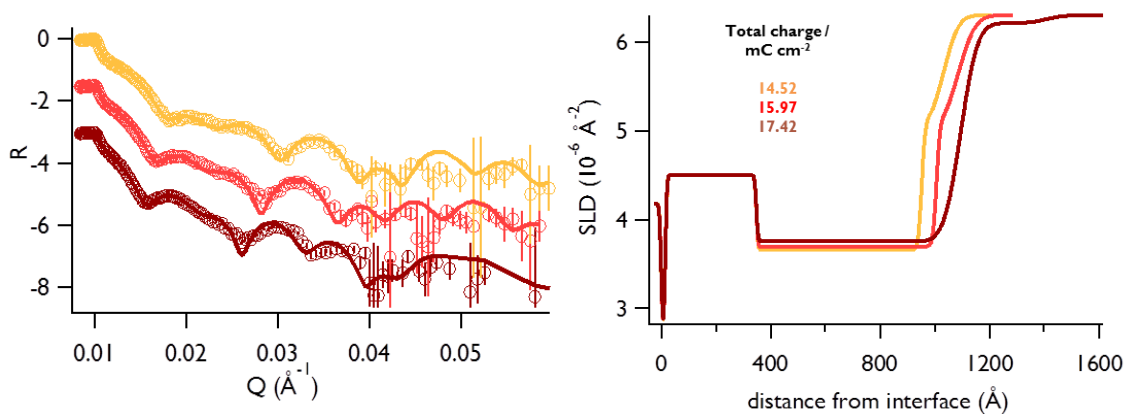 0
-2
-4
-6
-8
R
0.01 0.02 0.03 0.04 0.05
Q (Å⁻¹)
6
5
4
3
SLD (10⁻⁶ Å⁻²)
Total charge /
mC cm⁻²
14.52
15.97
17.42
0 400 800 1200 1600
distance from interface (Å)